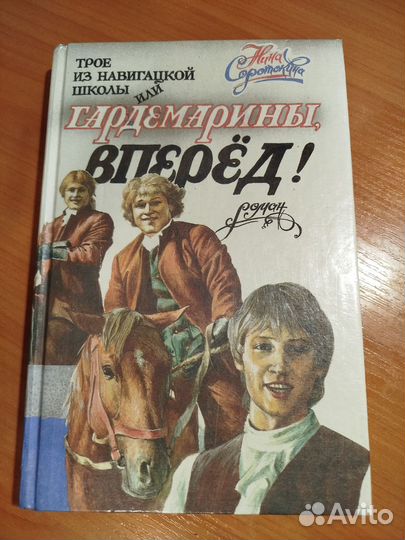 ТРОЕ
ИЗ НАВИГАЦКОЙ
ШКОЛЫ ИЛИ
Нина
Соротокина
ГАРДЕМАРИНЫ,
ВПЕРЁД!
роман
Avito